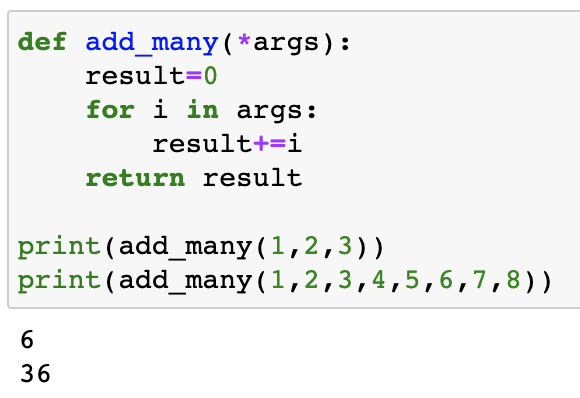 def add_many(*args):
    result=0
    for i in args:
        result+=i
    return result

print(add_many(1,2,3))
print(add_many(1,2,3,4,5,6,7,8))
6
36